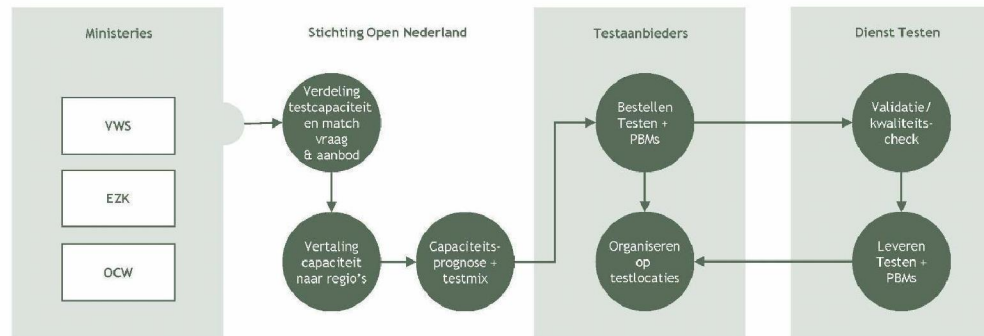 Ministeries
VWS
EZK
OCW
Stichting Open Nederland
Verdeling
testcapaciteit
en match
vraag
& aanbod
Vertaling
capaciteit
naar regio's
Capaciteits-
prognose +
testmix
Testaanbieders
Bestellen
Testen +
PBMs
Organiseren
op
testlocaties
Dienst Testen
Validatie/
kwaliteits-
check
Leveren
Testen +
PBMs